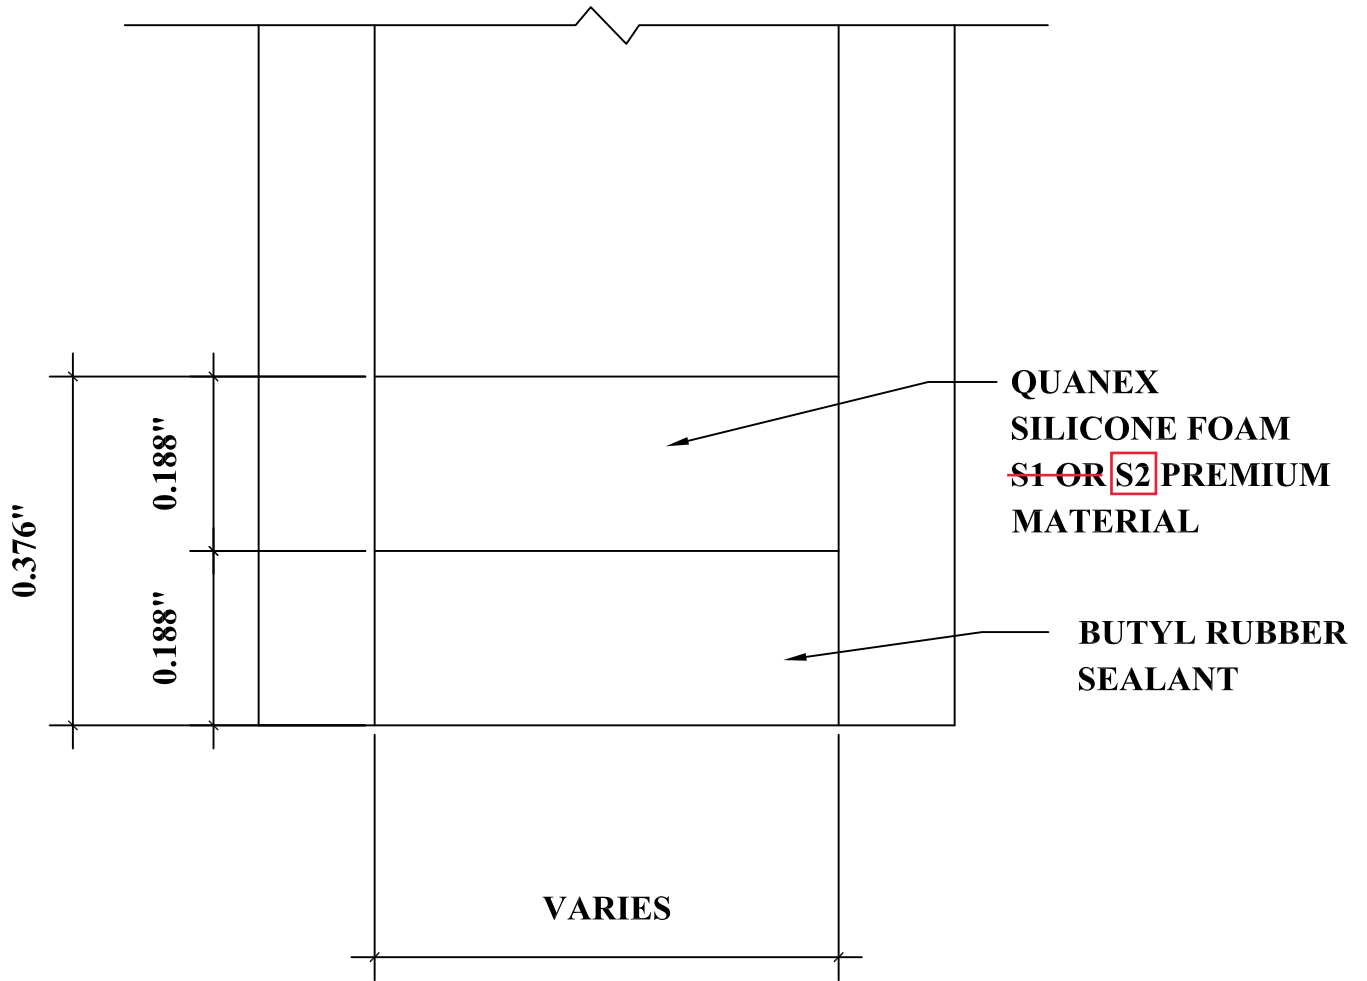 QUANEX
SILICONE FOAM
S1 OR S2 PREMIUM
MATERIAL
0.188"
0.376"
0.188"
BUTYL RUBBER
SEALANT
VARIES